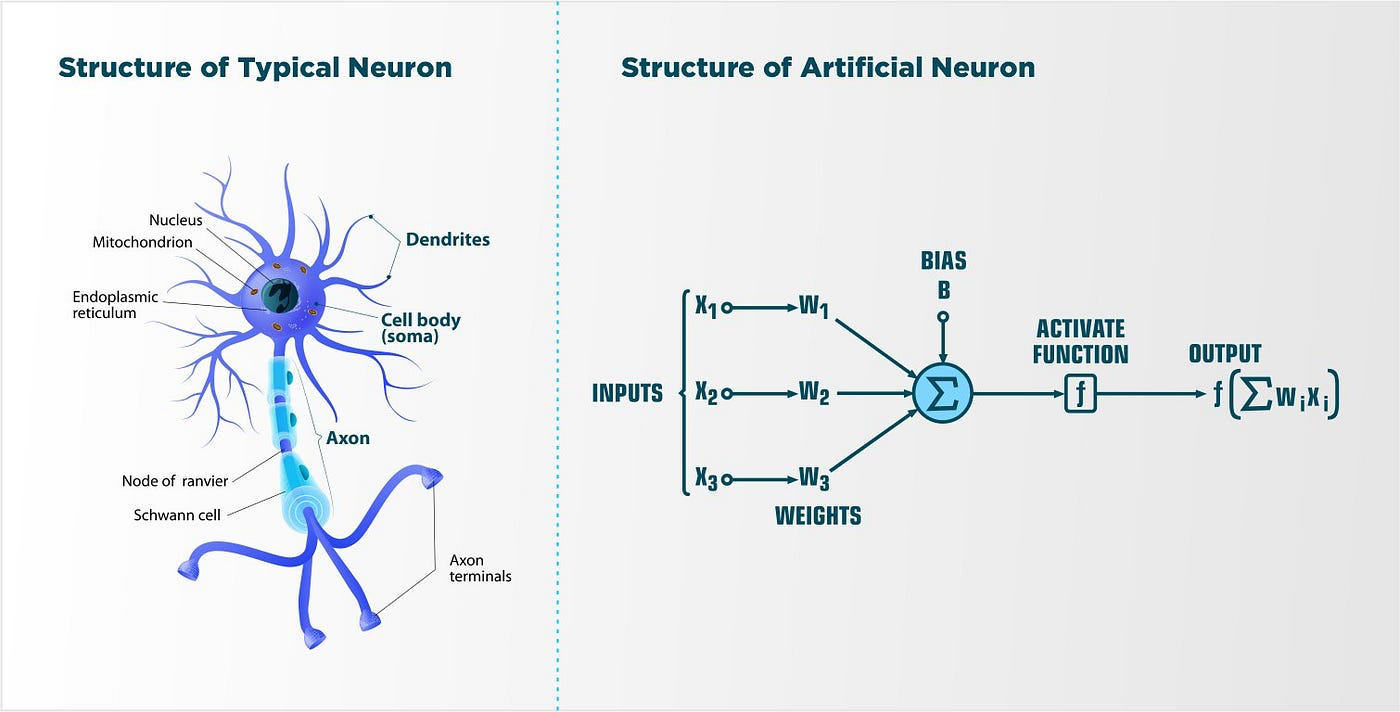 Structure of Typical Neuron
Nucleus
Mitochondrion
Endoplasmic
reticulum
Dendrites
Cell body
(soma)
Axon
Node of ranvier
Schwann cell
Axon
terminals
Structure of Artificial Neuron
BIAS
B
INPUTS
X1 W1
X2 W2
X3 W3
WEIGHTS
Σ
ACTIVATE
FUNCTION
f
OUTPUT
f(Σ wixi)